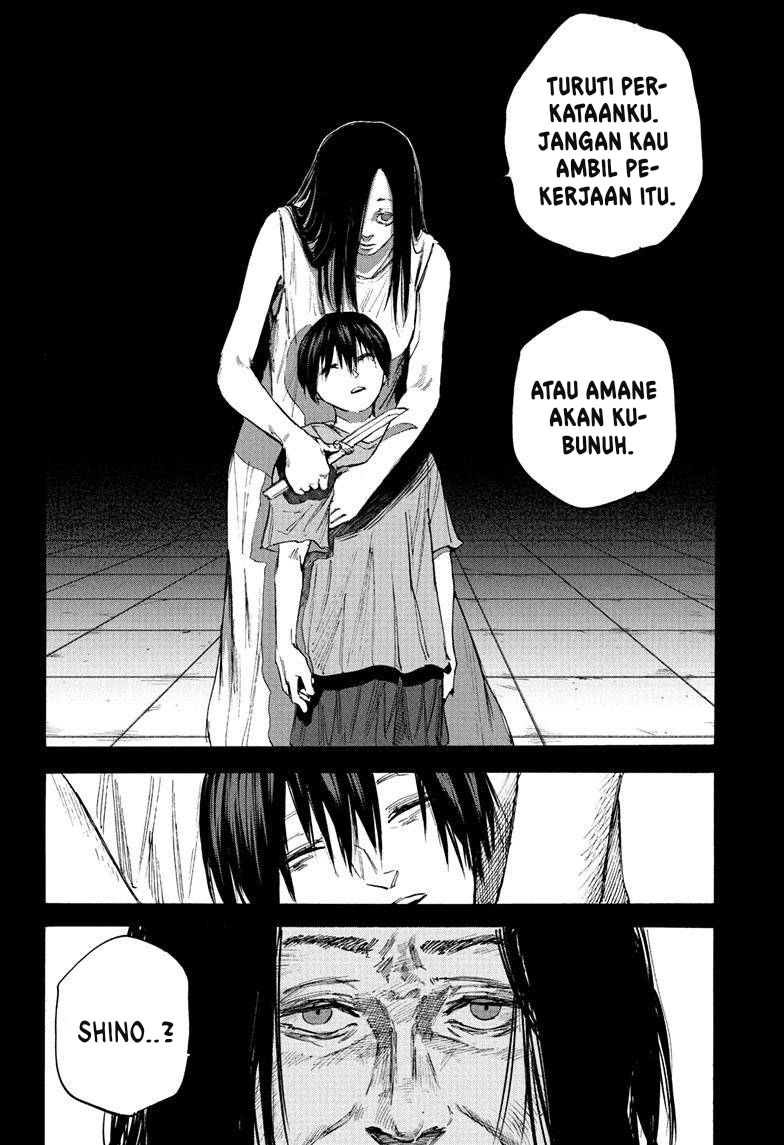 TURUTI PER-
KATAANKU.
JANGAN KAU
AMBIL PE-
KERJAAN ITU.
ATAU AMANE
AKAN KU-
BUNUH.
SHINO..?